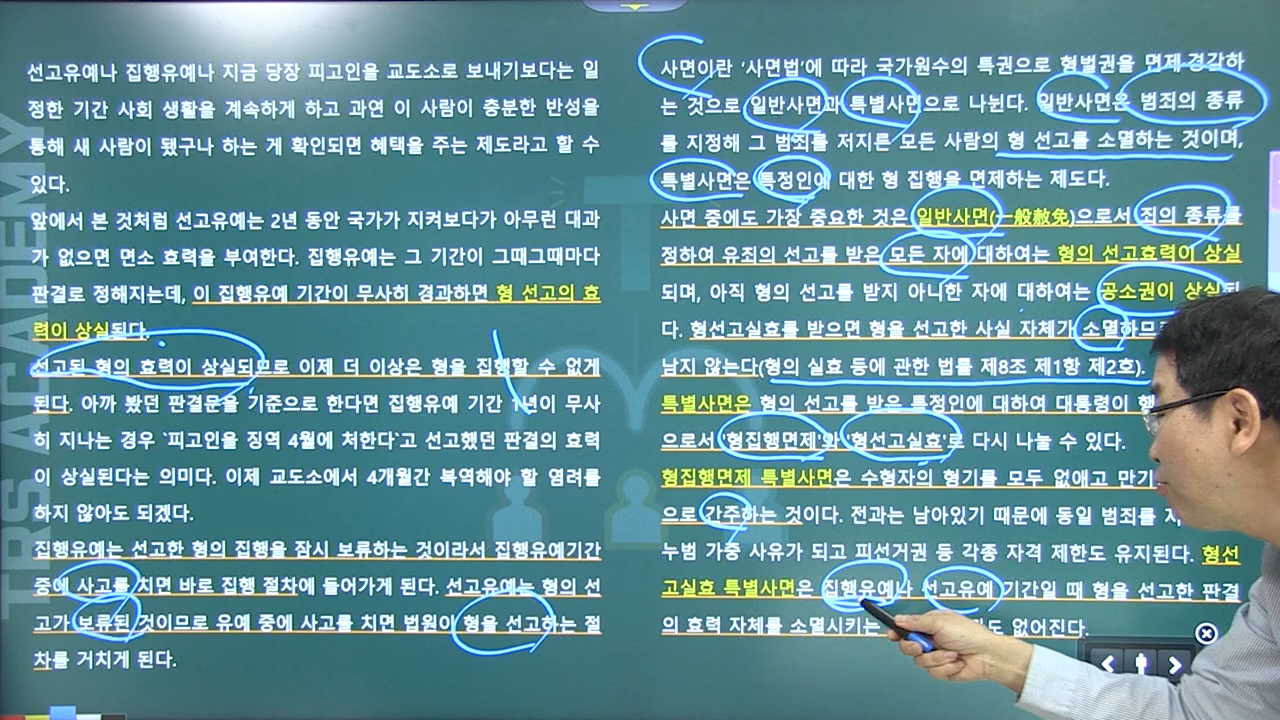 선고유예나 집행유예나 지금 당장 피고인을 교도소로 보내기보다는 일
정한 기간 사회 생활을 계속하게 하고 과연 이 사람이 충분한 반성을
통해 새 사람이 됐구나 하는 게 확인되면 혜택을 주는 제도라고 할 수
있다.
앞에서 본 것처럼 선고유예는 2년 동안 국가가 지켜보다가 아무런 대과
가 없으면 면소 효력을 부여한다. 집행유예는 그 기간이 그때그때마다
판결로 정해지는데, 이 집행유예 기간이 무사히 경과하면 형 선고의 효
력이 상실된다.
선고된 형의 효력이 상실되므로 이제 더 이상은 형을 집행할 수 없게
된다. 아까 봤던 판결문을 기준으로 한다면 집행유예 기간 1년이 무사
히 지나는 경우 `피고인을 징역 4월에 처한다`고 선고했던 판결의 효력
이 상실된다는 의미다. 이제 교도소에서 4개월간 복역해야 할 염려를
하지 않아도 되겠다.
집행유예는 선고한 형의 집행을 잠시 보류하는 것이라서 집행유예기간
중에 사고를 치면 바로 집행 절차에 들어가게 된다. 선고유예는 형의 선
고가 보류된 것이므로 유예 중에 사고를 치면 법원이 형을 선고하는 절
차를 거치게 된다.
사면이란 '사면법'에 따라 국가원수의 특권으로 형벌권을 면제 경감하
는 것으로 일반사면과 특별사면으로 나뉜다. 일반사면은 범죄의 종류
를 지정해 그 범죄를 저지른 모든 사람의 형 선고를 소멸하는 것이며,
특별사면은 특정인에 대한 형 집행을 면제하는 제도다.
사면 중에도 가장 중요한 것은 일반사면(一般赦免)으로서 죄의 종류를
정하여 유죄의 선고를 받은 모든 자에 대하여는 형의 선고효력이 상실
되며, 아직 형의 선고를 받지 아니한 자에 대하여는 공소권이 상실된
다. 형선고실효를 받으면 형을 선고한 사실 자체가 소멸하므로
남지 않는다(형의 실효 등에 관한 법률 제8조 제1항 제2호).
특별사면은 형의 선고를 받은 특정인에 대하여 대통령이
으로서 '형집행면제'와 '형선고실효'로 다시 나눌 수 있다.
형집행면제 특별사면은 수형자의 형기를 모두 없애고 만기
으로 간주하는 것이다. 전과는 남아있기 때문에 동일 범죄를
누범 가중 사유가 되고 피선거권 등 각종 자격 제한도 유지된다. 형선
고실효 특별사면은 집행유예나 선고유예 기간일 때 형을 선고한 판결
의 효력 자체를 소멸시키는 없어진다.